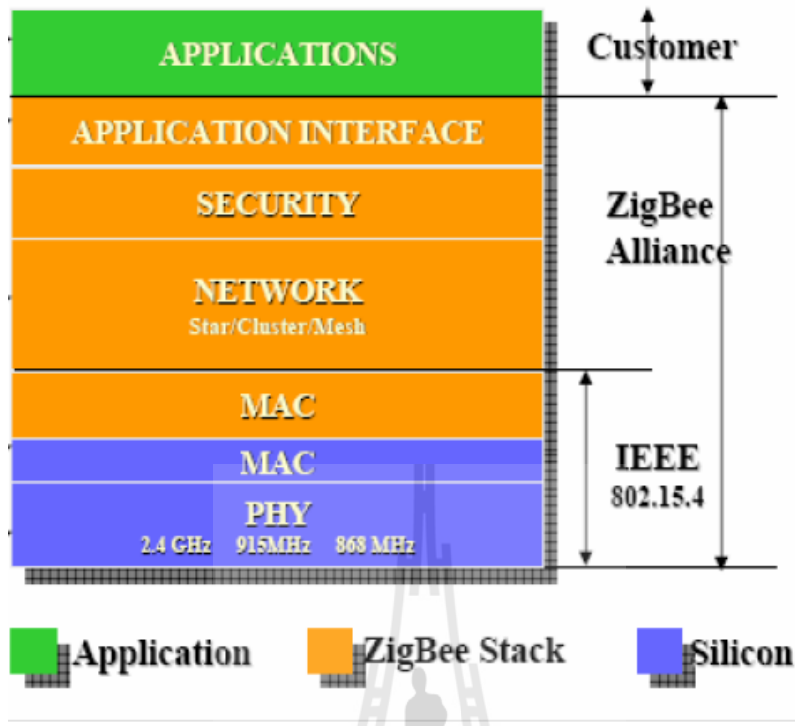 APPLICATIONS
Customer
APPLICATION INTERFACE
SECURITY
ZigBee
Alliance
NETWORK
Star/Cluster/Mesh
MAC
MAC
IEEE
802.15.4
PHY
2.4 GHz 915MHz 868 MHz
Application ZigBee Stack Silicon